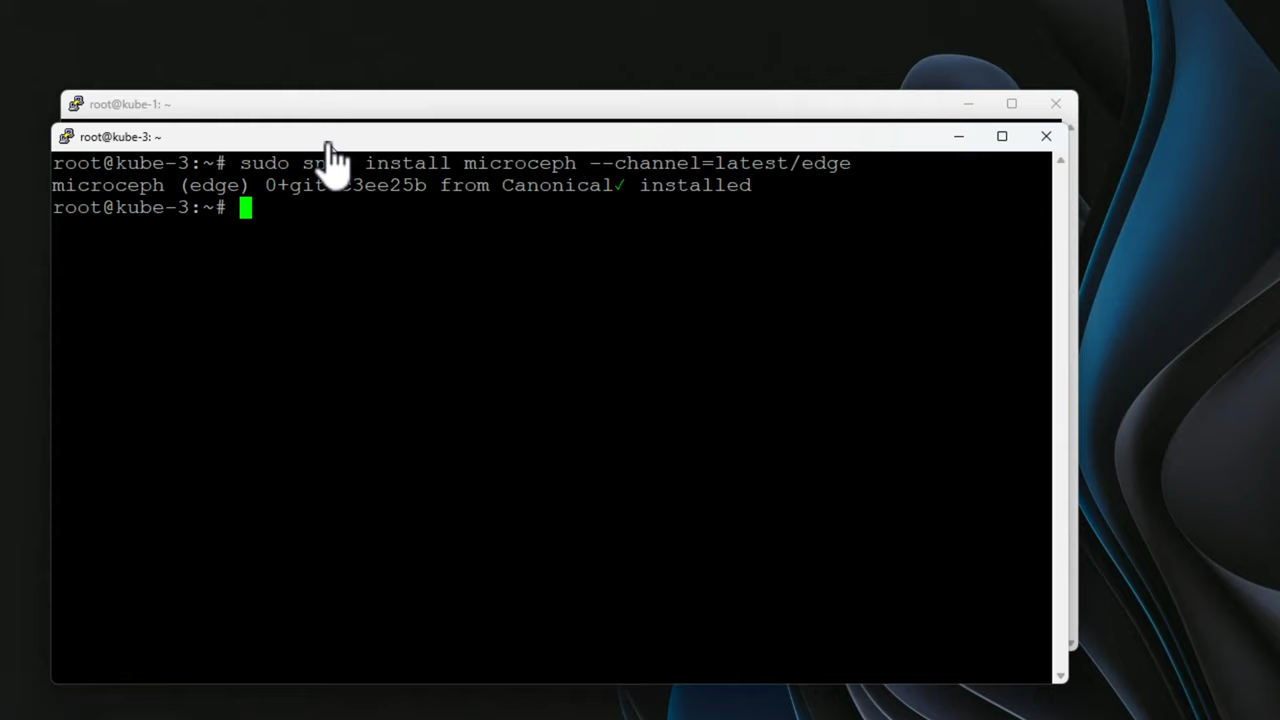 root@kube-1: ~
root@kube-3: ~
root@kube-3:~# sudo install microceph --channel=latest/edge
microceph (edge) from Canonical✓ installed
root@kube-3:~#